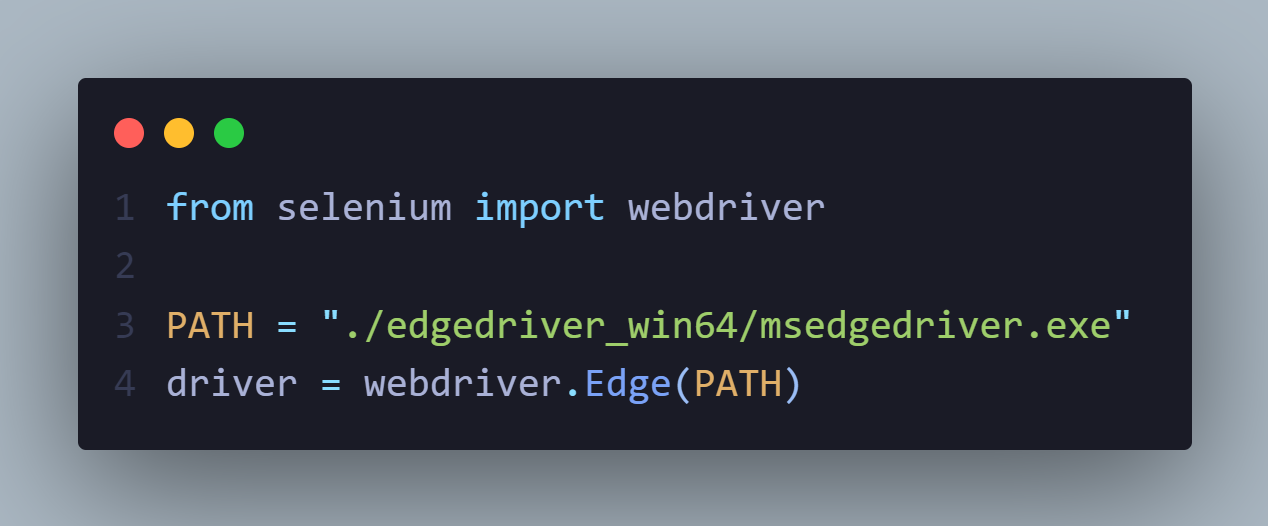 1 from selenium import webdriver
2
3 PATH = "./edgedriver_win64/msedgedriver.exe"
4 driver = webdriver.Edge(PATH)